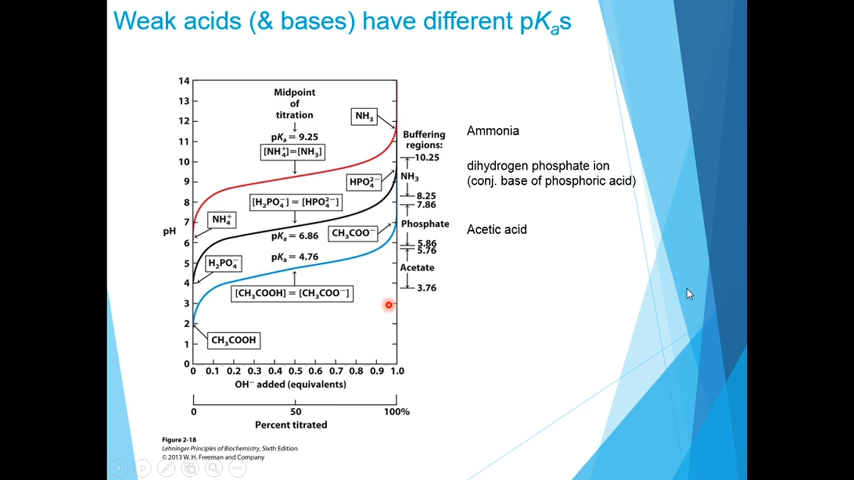 Weak acids (& bases) have different pKas
14
13
12
11
10
9
8
7
6
5
4
3
2
1
0
pH
Midpoint
of
titration
pKa = 9.25
[NH4+]=[NH3]
NH3
HPO4 2−
[H2PO4−] = [HPO4 2−]
NH4+
pKa = 6.86
CH3COO−
H2PO4−
pKa = 4.76
[CH3COOH] = [CH3COO−]
CH3COOH
Buffering
regions:
10.25
NH3
8.25
7.86
Phosphate
5.86
5.76
Acetate
3.76
0 0.1 0.2 0.3 0.4 0.5 0.6 0.7 0.8 0.9 1.0
OH− added (equivalents)
0 50 100%
Percent titrated
Ammonia
dihydrogen phosphate ion
(conj. base of phosphoric acid)
Acetic acid
Figure 2-18
Lehninger Principles of Biochemistry, Sixth Edition
© 2013 W. H. Freeman and Company